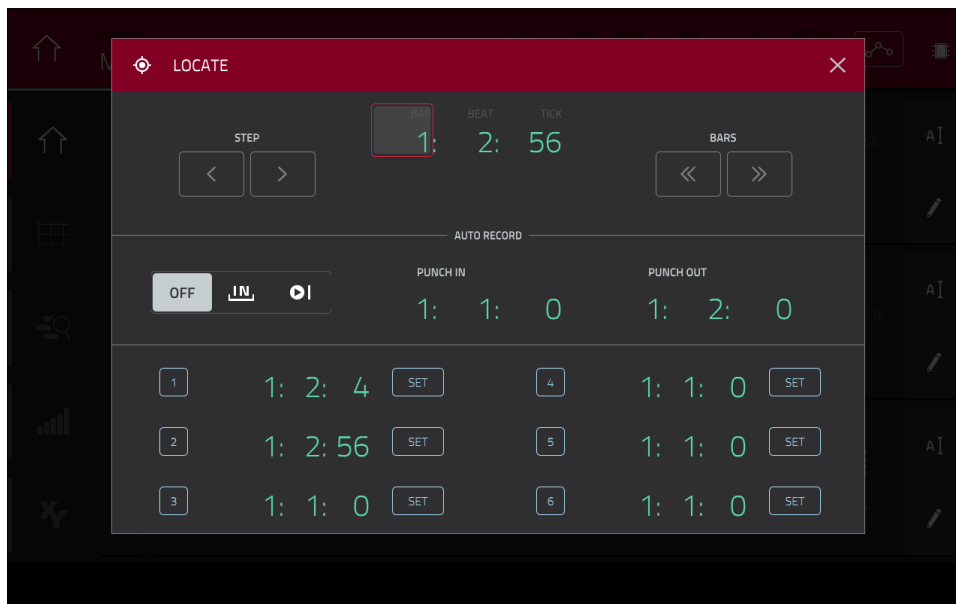 LOCATE
BAR BEAT TICK
STEP 1: 2: 56 BARS
AUTO RECORD
PUNCH IN PUNCH OUT
OFF IN 1: 1: 0 1: 2: 0
1 1: 2: 4 SET 4 1: 1: 0 SET
2 1: 2: 56 SET 5 1: 1: 0 SET
3 1: 1: 0 SET 6 1: 1: 0 SET